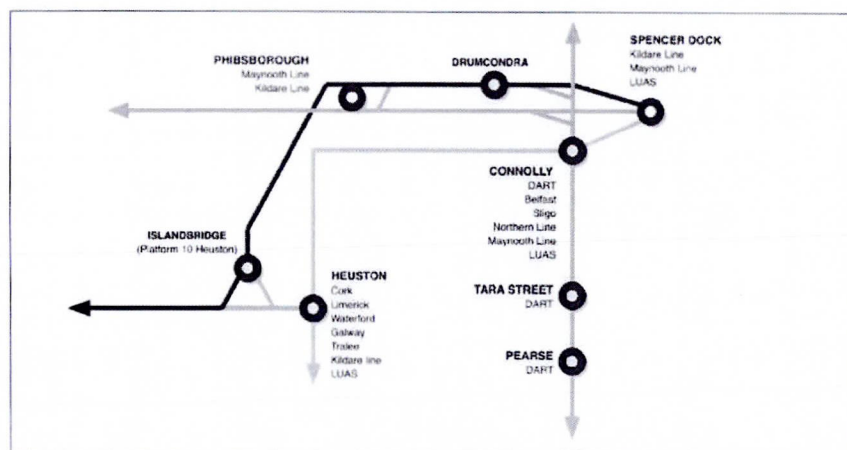 PHIBSBOROUGH
Maynooth Line
Kildare Line
DRUMCONDRA
SPENCER DOCK
Kildare Line
Maynooth Line
LUAS
CONNOLLY
DART
Belfast
Sligo
Northern Line
Maynooth Line
LUAS
ISLANDBRIDGE
(Platform 10 Heuston)
HEUSTON
Cork
Limerick
Waterford
Galway
Tralee
Kildare line
LUAS
TARA STREET
DART
PEARSE
DART